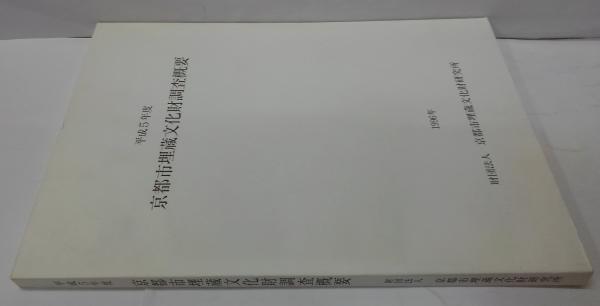 平成5年度
京都市埋蔵文化財調査概要
1996年
財団法人 京都市埋蔵文化財研究所
平成5年度 京都市埋蔵文化財調査概要 財団法人 京都市埋蔵文化財研究所